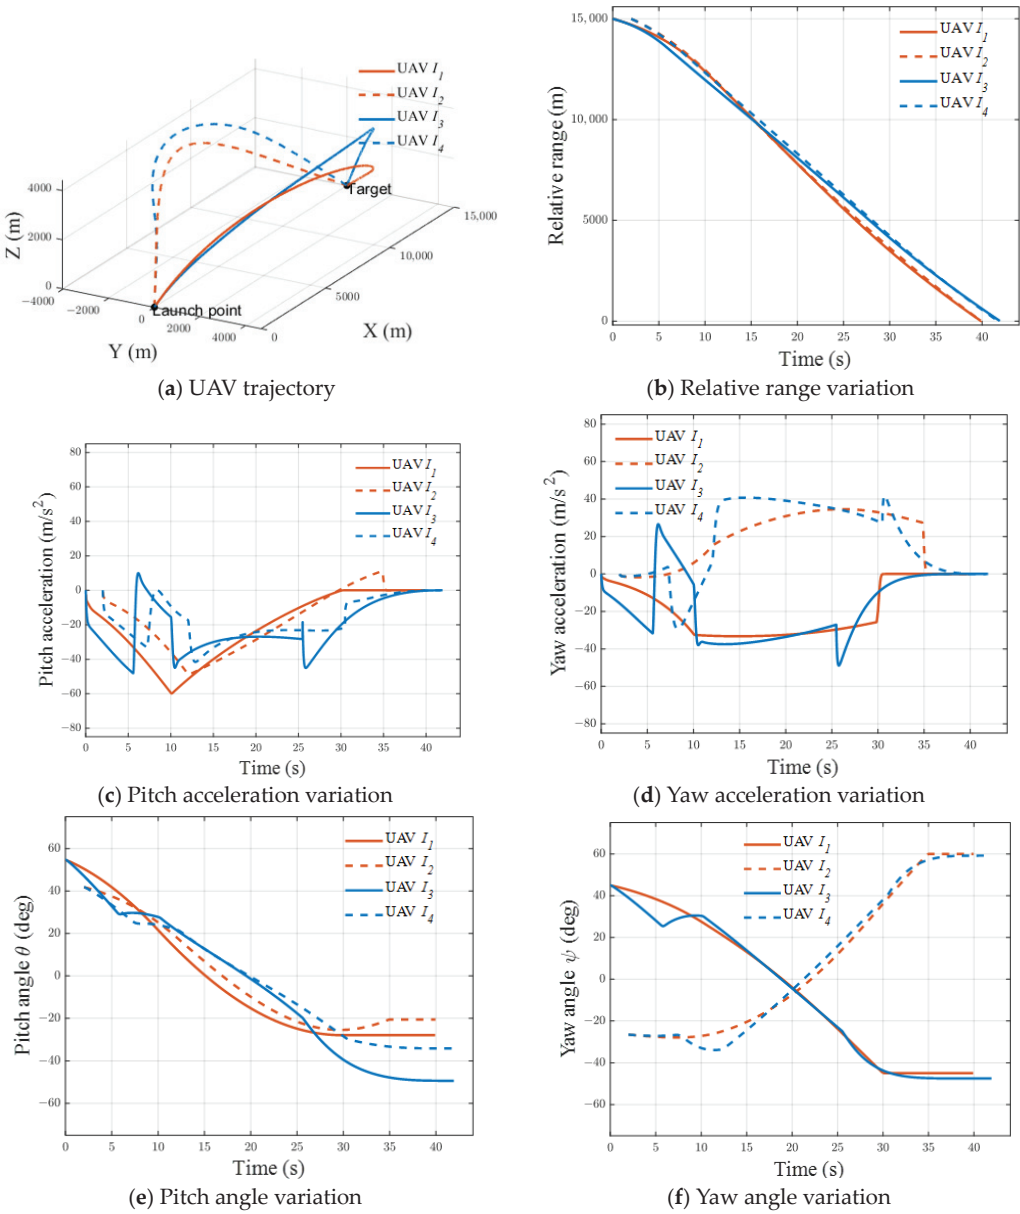 UAV I1
UAV I2
UAV I3
UAV I4
Z (m)
4000
2000
0
−4000
−2000
0
2000
4000
Y (m)
0
5000
10,000
15,000
X (m)
Launch point
Target
(a) UAV trajectory
UAV I1
UAV I2
UAV I3
UAV I4
Relative range (m)
15,000
10,000
5000
0
0 5 10 15 20 25 30 35 40
Time (s)
(b) Relative range variation
UAV I1
UAV I2
UAV I3
UAV I4
Pitch acceleration (m/s2)
80
60
40
20
0
−20
−40
−60
−80
0 5 10 15 20 25 30 35 40
Time (s)
(c) Pitch acceleration variation
UAV I1
UAV I2
UAV I3
UAV I4
Yaw acceleration (m/s2)
80
60
40
20
0
−20
−40
−60
−80
0 5 10 15 20 25 30 35 40
Time (s)
(d) Yaw acceleration variation
UAV I1
UAV I2
UAV I3
UAV I4
Pitch angle θ (deg)
60
40
20
0
−20
−40
−60
0 5 10 15 20 25 30 35 40
Time (s)
(e) Pitch angle variation
UAV I1
UAV I2
UAV I3
UAV I4
Yaw angle ψ (deg)
60
40
20
0
−20
−40
−60
0 5 10 15 20 25 30 35 40
Time (s)
(f) Yaw angle variation